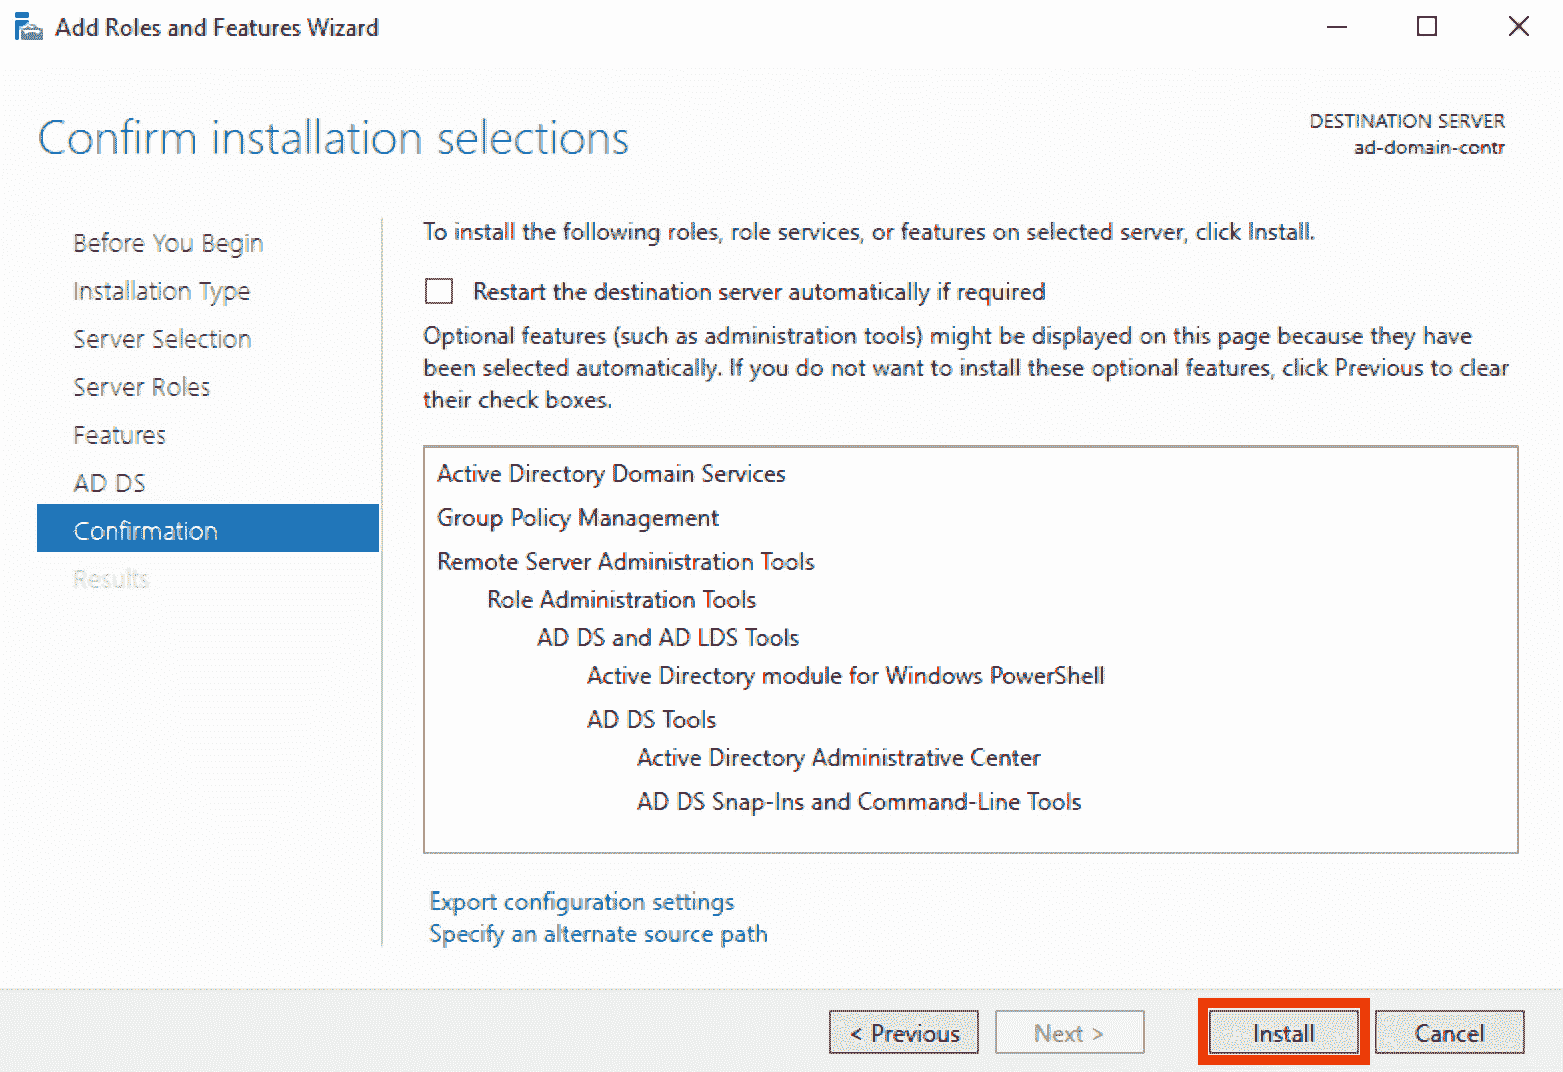 Add Roles and Features Wizard
Confirm installation selections
DESTINATION SERVER
ad-domain-contr
Before You Begin
Installation Type
Server Selection
Server Roles
Features
AD DS
Confirmation
Results
To install the following roles, role services, or features on selected server, click Install.
Restart the destination server automatically if required
Optional features (such as administration tools) might be displayed on this page because they have
been selected automatically. If you do not want to install these optional features, click Previous to clear
their check boxes.
Active Directory Domain Services
Group Policy Management
Remote Server Administration Tools
Role Administration Tools
AD DS and AD LDS Tools
Active Directory module for Windows PowerShell
AD DS Tools
Active Directory Administrative Center
AD DS Snap-Ins and Command-Line Tools
Export configuration settings
Specify an alternate source path
< Previous
Next >
Install
Cancel